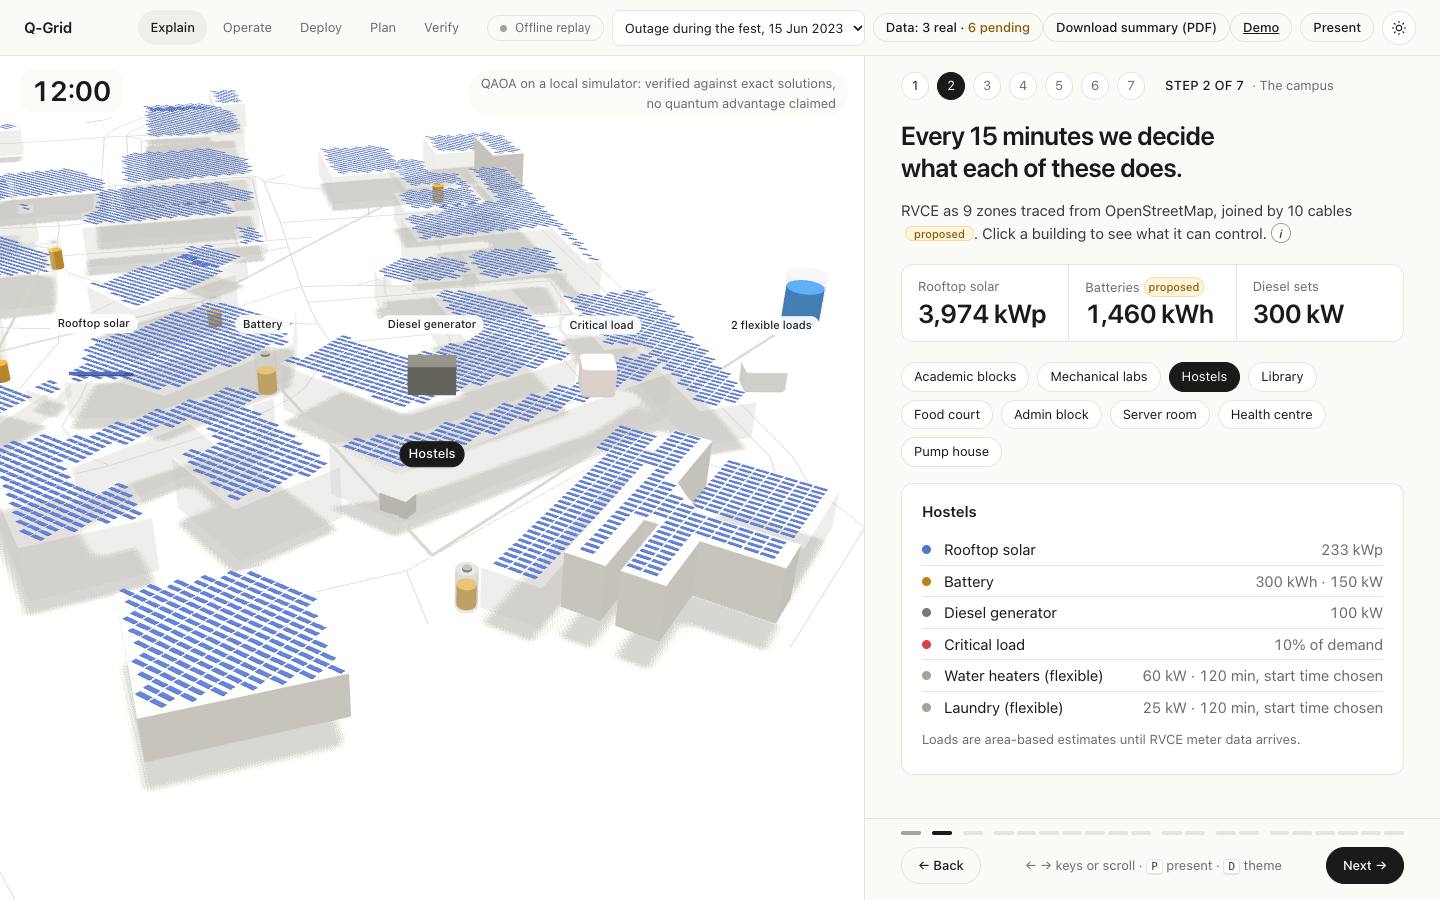 Q-Grid
Explain
Operate
Deploy
Plan
Verify
Offline replay
Outage during the fest, 15 Jun 2023
Data: 3 real · 6 pending
Download summary (PDF)
Demo
Present
12:00
QAOA on a local simulator: verified against exact solutions,
no quantum advantage claimed
Rooftop solar
Battery
Diesel generator
Critical load
2 flexible loads
Hostels
1 2 3 4 5 6 7 STEP 2 OF 7 · The campus
Every 15 minutes we decide
what each of these does.
RVCE as 9 zones traced from OpenStreetMap, joined by 10 cables
proposed . Click a building to see what it can control. i
Rooftop solar
3,974 kWp
Batteries proposed
1,460 kWh
Diesel sets
300 kW
Academic blocks
Mechanical labs
Hostels
Library
Food court
Admin block
Server room
Health centre
Pump house
Hostels
Rooftop solar 233 kWp
Battery 300 kWh · 150 kW
Diesel generator 100 kW
Critical load 10% of demand
Water heaters (flexible) 60 kW · 120 min, start time chosen
Laundry (flexible) 25 kW · 120 min, start time chosen
Loads are area-based estimates until RVCE meter data arrives.
← Back
← → keys or scroll · P present · D theme
Next →